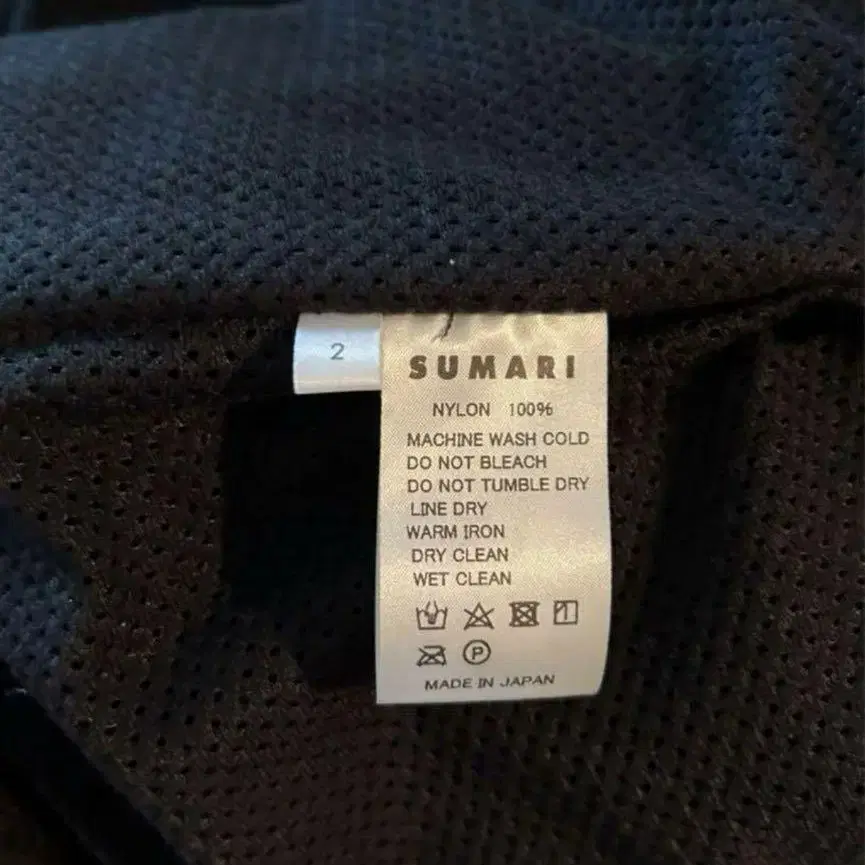 2
SUMARI
NYLON 100%
MACHINE WASH COLD
DO NOT BLEACH
DO NOT TUMBLE DRY
LINE DRY
WARM IRON
DRY CLEAN
WET CLEAN
P
MADE IN JAPAN